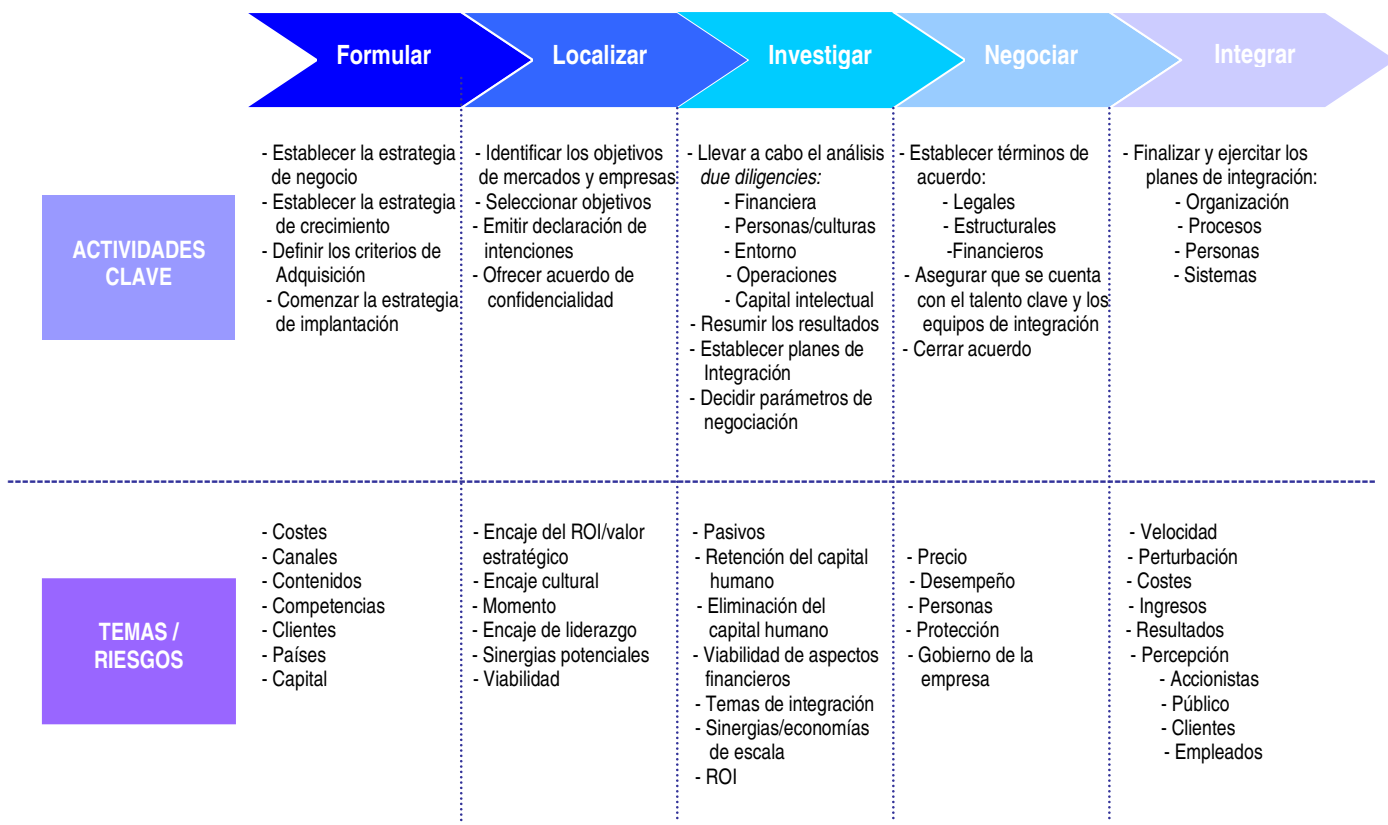 Formular
Localizar
Investigar
Negociar
Integrar
ACTIVIDADES
CLAVE
- Establecer la estrategia
de negocio
- Establecer la estrategia
de crecimiento
- Definir los criterios de
Adquisición
- Comenzar la estrategia
de implantación
- Identificar los objetivos
de mercados y empresas
- Seleccionar objetivos
- Emitir declaración de
intenciones
- Ofrecer acuerdo de
confidencialidad
- Llevar a cabo el análisis
due diligencies:
- Financiera
- Personas/culturas
- Entorno
- Operaciones
- Capital intelectual
- Resumir los resultados
- Establecer planes de
Integración
- Decidir parámetros de
negociación
- Establecer términos de
acuerdo:
- Legales
- Estructurales
-Financieros
- Asegurar que se cuenta
con el talento clave y los
equipos de integración
- Cerrar acuerdo
- Finalizar y ejercitar los
planes de integración:
- Organización
- Procesos
- Personas
- Sistemas
TEMAS /
RIESGOS
- Costes
- Canales
- Contenidos
- Competencias
- Clientes
- Países
- Capital
- Encaje del ROI/valor
estratégico
- Encaje cultural
- Momento
- Encaje de liderazgo
- Sinergias potenciales
- Viabilidad
- Pasivos
- Retención del capital
humano
- Eliminación del
capital humano
- Viabilidad de aspectos
financieros
- Temas de integración
- Sinergias/economías
de escala
- ROI
- Precio
- Desempeño
- Personas
- Protección
- Gobierno de la
empresa
- Velocidad
- Perturbación
- Costes
- Ingresos
- Resultados
- Percepción
- Accionistas
- Público
- Clientes
- Empleados